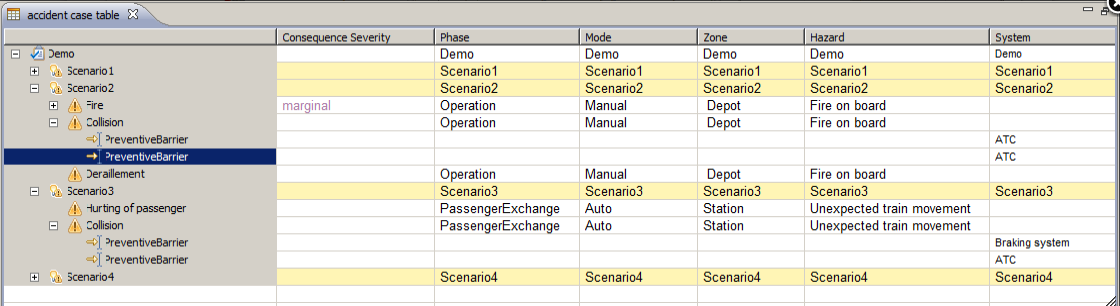 accident case table
Consequence Severity Phase Mode Zone Hazard System
Demo Demo Demo Demo Demo Demo
Scenario1 Scenario1 Scenario1 Scenario1 Scenario1 Scenario1
Scenario2 Scenario2 Scenario2 Scenario2 Scenario2 Scenario2
Fire marginal Operation Manual Depot Fire on board
Collision Operation Manual Depot Fire on board
PreventiveBarrier ATC
PreventiveBarrier ATC
Deraillement Operation Manual Depot Fire on board
Scenario3 Scenario3 Scenario3 Scenario3 Scenario3 Scenario3
Hurting of passenger PassengerExchange Auto Station Unexpected train movement
Collision PassengerExchange Auto Station Unexpected train movement
PreventiveBarrier Braking system
PreventiveBarrier ATC
Scenario4 Scenario4 Scenario4 Scenario4 Scenario4 Scenario4